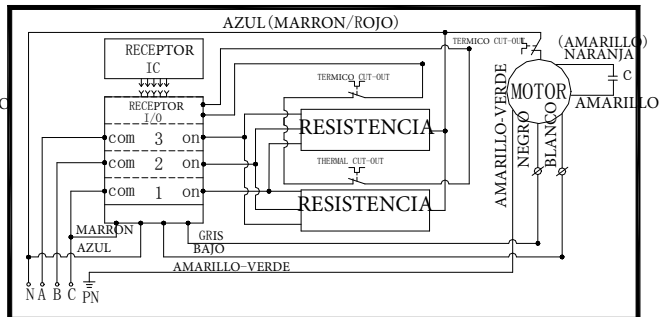 AZUL (MARRON/ROJO)
RECEPTOR
IC
TERMICO CUT-OUT
(AMARILLO)
NARANJA
C
MOTOR
AMARILLO
TERMICO CUT-OUT
RECEPTOR
I/O
RESISTENCIA
com 3 on
com 2 on
com 1 on
THERMAL CUT-OUT
RESISTENCIA
AMARILLO-VERDE
NEGRO
BLANCO
MARRON
AZUL
GRIS
BAJO
AMARILLO-VERDE
N A B C PN